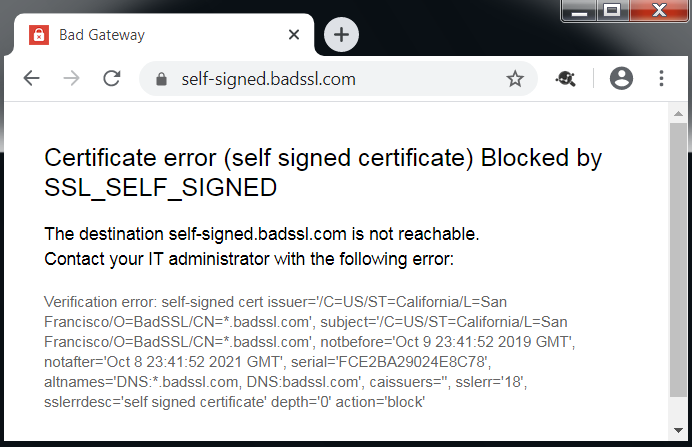 Bad Gateway
self-signed.badssl.com
Certificate error (self signed certificate) Blocked by
SSL_SELF_SIGNED
The destination self-signed.badssl.com is not reachable.
Contact your IT administrator with the following error:
Verification error: self-signed cert issuer='/C=US/ST=California/L=San
Francisco/O=BadSSL/CN=*.badssl.com', subject='/C=US/ST=California/L=San
Francisco/O=BadSSL/CN=*.badssl.com', notbefore='Oct 9 23:41:52 2019 GMT',
notafter='Oct 8 23:41:52 2021 GMT', serial='FCE2BA29024E8C78',
altnames='DNS:*.badssl.com, DNS:badssl.com', caissuers='', sslerr='18',
sslerrdesc='self signed certificate' depth='0' action='block'